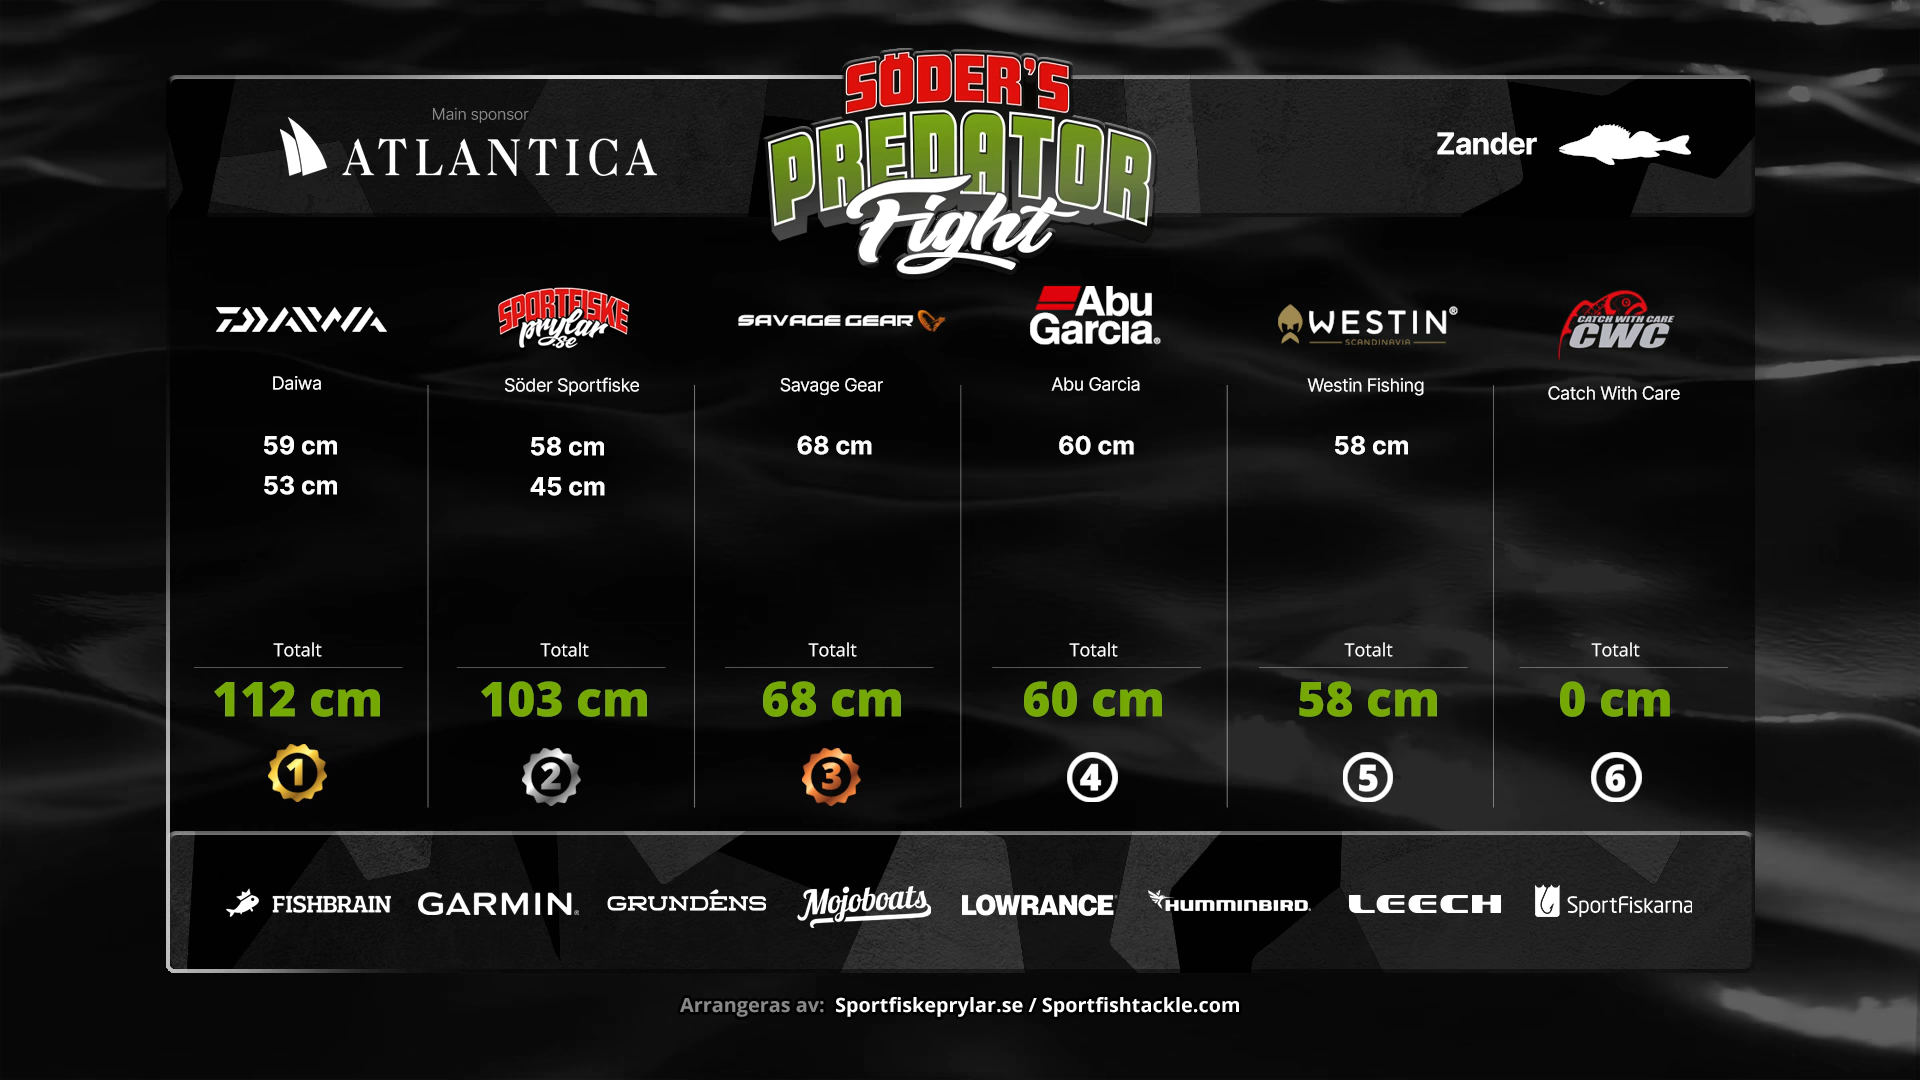 SÖDER'S
PREDATOR
Fight
Main sponsor
ATLANTICA
Zander
DAIWA
SPORTFISKE
prylar
.se
SAVAGE GEAR
Abu
Garcia®
WESTIN®
SCANDINAVIA
CATCH WITH CARE
CWC
Daiwa
Söder Sportfiske
Savage Gear
Abu Garcia
Westin Fishing
Catch With Care
59 cm
58 cm
68 cm
60 cm
58 cm
53 cm
45 cm
Totalt
Totalt
Totalt
Totalt
Totalt
Totalt
112 cm
103 cm
68 cm
60 cm
58 cm
0 cm
1
2
3
4
5
6
FISHBRAIN
GARMIN®
GRUNDÉNS
Mojoboats
LOWRANCE
HUMMINBIRD
LEECH
SportFiskarna
Arrangeras av: Sportfiskeprylar.se / Sportfishtackle.com